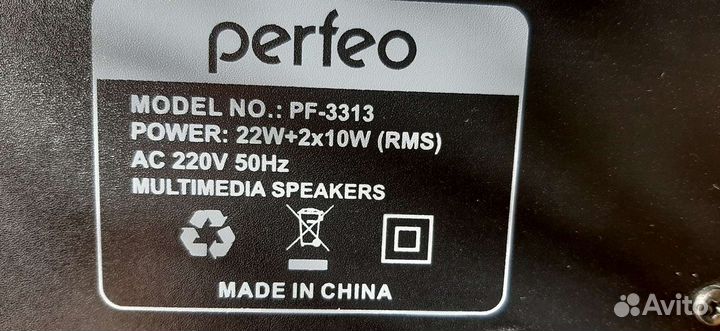 perfeo
MODEL NO.: PF-3313
POWER: 22W+2x10W (RMS)
AC 220V 50Hz
MULTIMEDIA SPEAKERS
MADE IN CHINA
Avito